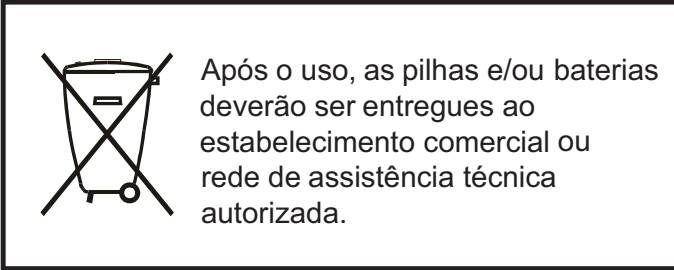 Após o uso, as pilhas e/ou baterias
deverão ser entregues ao
estabelecimento comercial ou
rede de assistência técnica
autorizada.